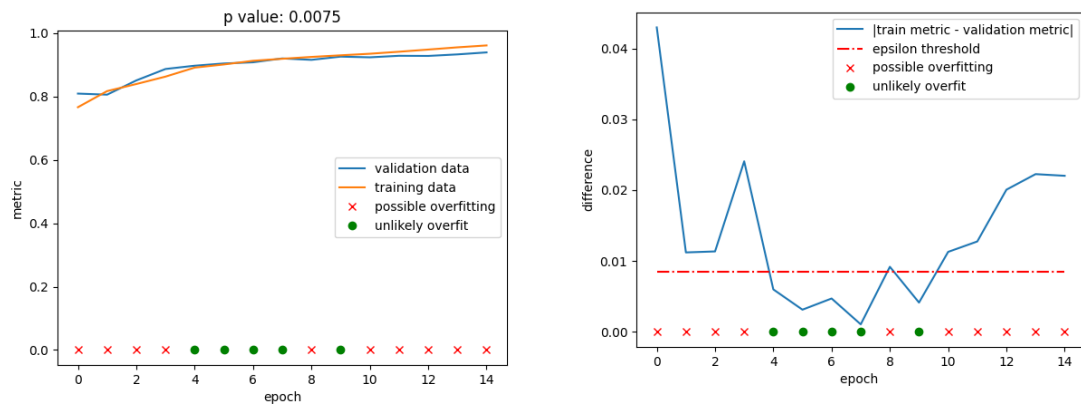 p value: 0.0075
metric
1.0
0.8
0.6
0.4
0.2
0.0
validation data
training data
possible overfitting
unlikely overfit
0 2 4 6 8 10 12 14
epoch
difference
0.04
0.03
0.02
0.01
0.00
|train metric - validation metric|
epsilon threshold
possible overfitting
unlikely overfit
0 2 4 6 8 10 12 14
epoch